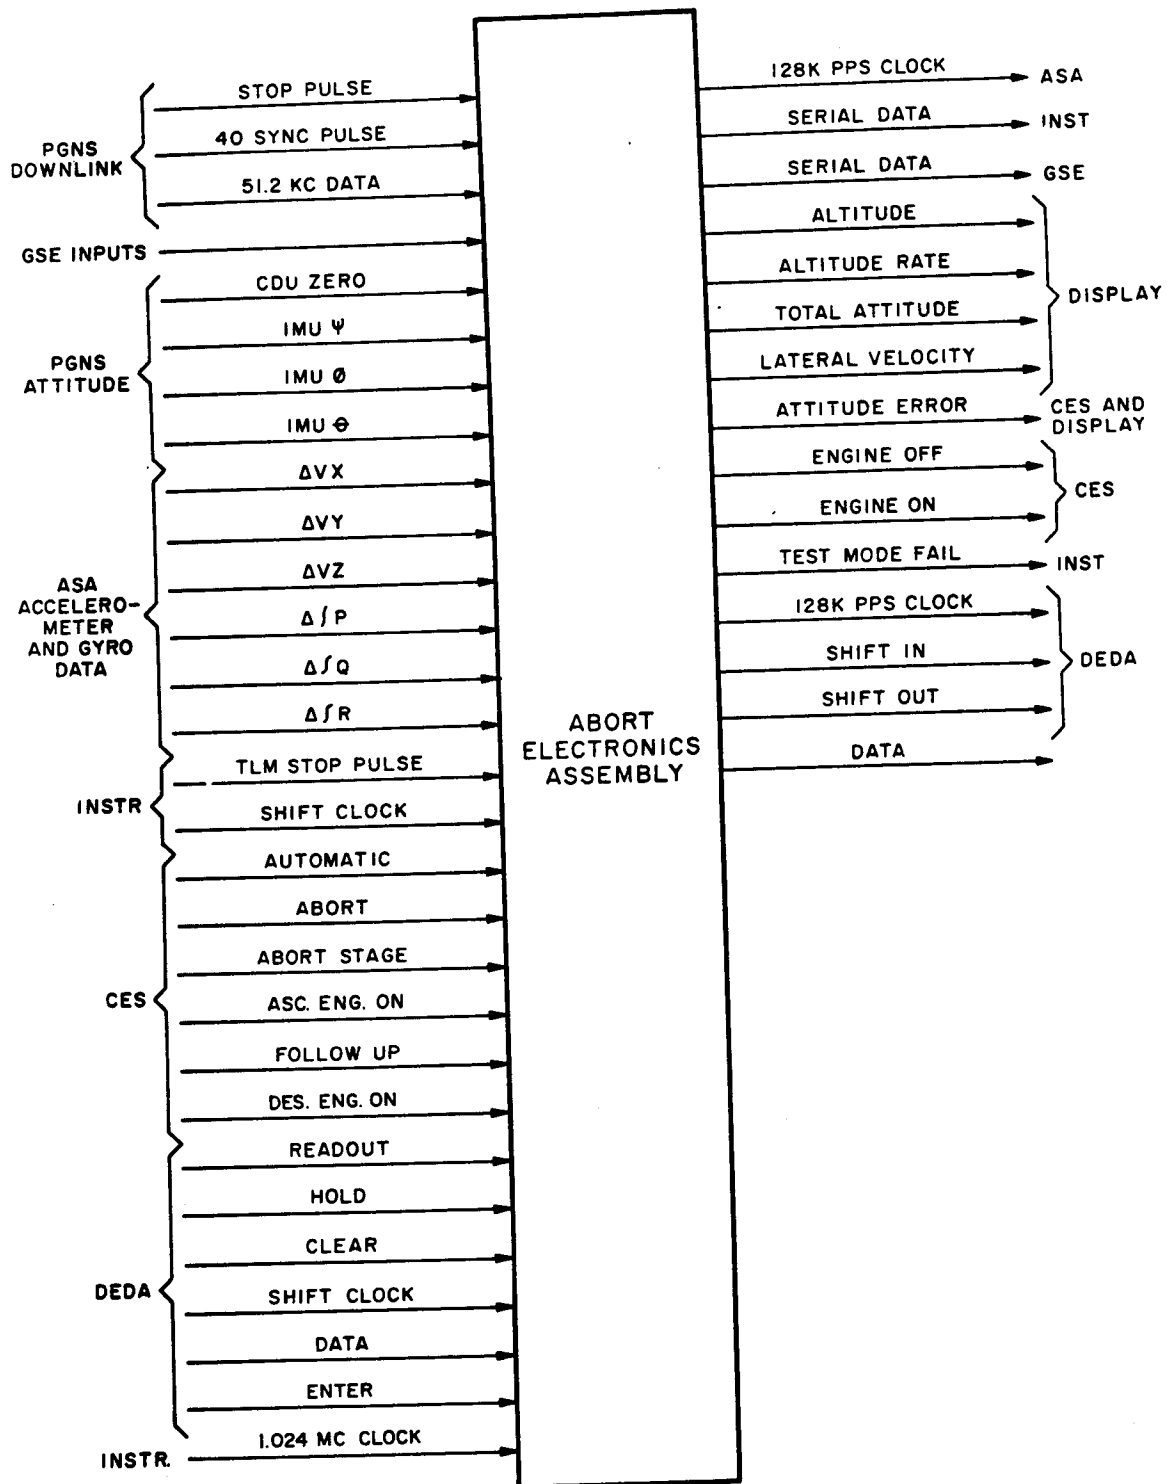 STOP PULSE
40 SYNC PULSE
51.2 KC DATA
PGNS
DOWNLINK
GSE INPUTS
CDU ZERO
IMU Ψ
IMU Ø
IMU Θ
PGNS
ATTITUDE
ΔVX
ΔVY
ΔVZ
Δ∫P
Δ∫Q
Δ∫R
ASA
ACCELERO-
METER
AND GYRO
DATA
TLM STOP PULSE
SHIFT CLOCK
INSTR
AUTOMATIC
ABORT
ABORT STAGE
ASC. ENG. ON
FOLLOW UP
DES. ENG. ON
CES
READOUT
HOLD
CLEAR
SHIFT CLOCK
DATA
ENTER
DEDA
1.024 MC CLOCK
INSTR.
ABORT
ELECTRONICS
ASSEMBLY
128K PPS CLOCK
ASA
SERIAL DATA
INST
SERIAL DATA
GSE
ALTITUDE
ALTITUDE RATE
TOTAL ATTITUDE
LATERAL VELOCITY
DISPLAY
ATTITUDE ERROR
CES AND
DISPLAY
ENGINE OFF
ENGINE ON
CES
TEST MODE FAIL
INST
128K PPS CLOCK
SHIFT IN
SHIFT OUT
DEDA
DATA